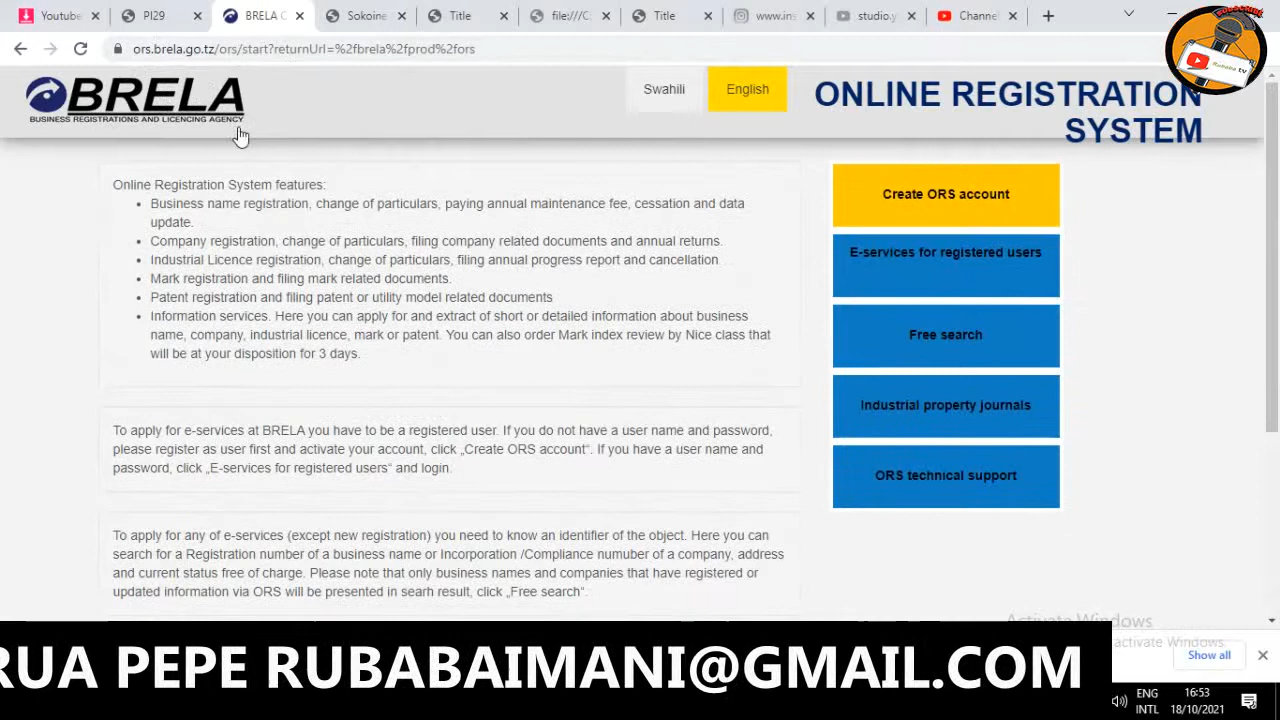 Youtube
PI29
BRELA O
Sokoine
Title
file:///C:
Title
www.ins
studio.y
Channel
ors.brela.go.tz/ors/start?returnUrl=%2fbrela%2fprod%2fors
SUBSCRIBE
Rubaba TV
BRELA
BUSINESS REGISTRATIONS AND LICENCING AGENCY
Swahili
English
ONLINE REGISTRATION
SYSTEM
Online Registration System features:
• Business name registration, change of particulars, paying annual maintenance fee, cessation and data
update.
• Company registration, change of particulars, filing company related documents and annual returns.
• Industrial Licence registration, change of particulars, filing annual progress report and cancellation.
• Mark registration and filing mark related documents.
• Patent registration and filing patent or utility model related documents
• Information services. Here you can apply for and extract of short or detailed information about business
name, company, industrial licence, mark or patent. You can also order Mark index review by Nice class that
will be at your disposition for 3 days.
Create ORS account
E-services for registered users
Free search
Industrial property journals
ORS technical support
To apply for e-services at BRELA you have to be a registered user. If you do not have a user name and password,
please register as user first and activate your account, click „Create ORS account“. If you have a user name and
password, click „E-services for registered users“ and login.
To apply for any of e-services (except new registration) you need to know an identifier of the object. Here you can
search for a Registration number of a business name or Incorporation /Compliance numuber of a company, address
and current status free of charge. Please note that only business names and companies that have registered or
updated information via ORS will be presented in searh result, click „Free search“.
Activate Windows
activate Windows.
Show all
RUA PEPE RUBABAIMANI@GMAIL.COM
ENG
INTL
16:53
18/10/2021